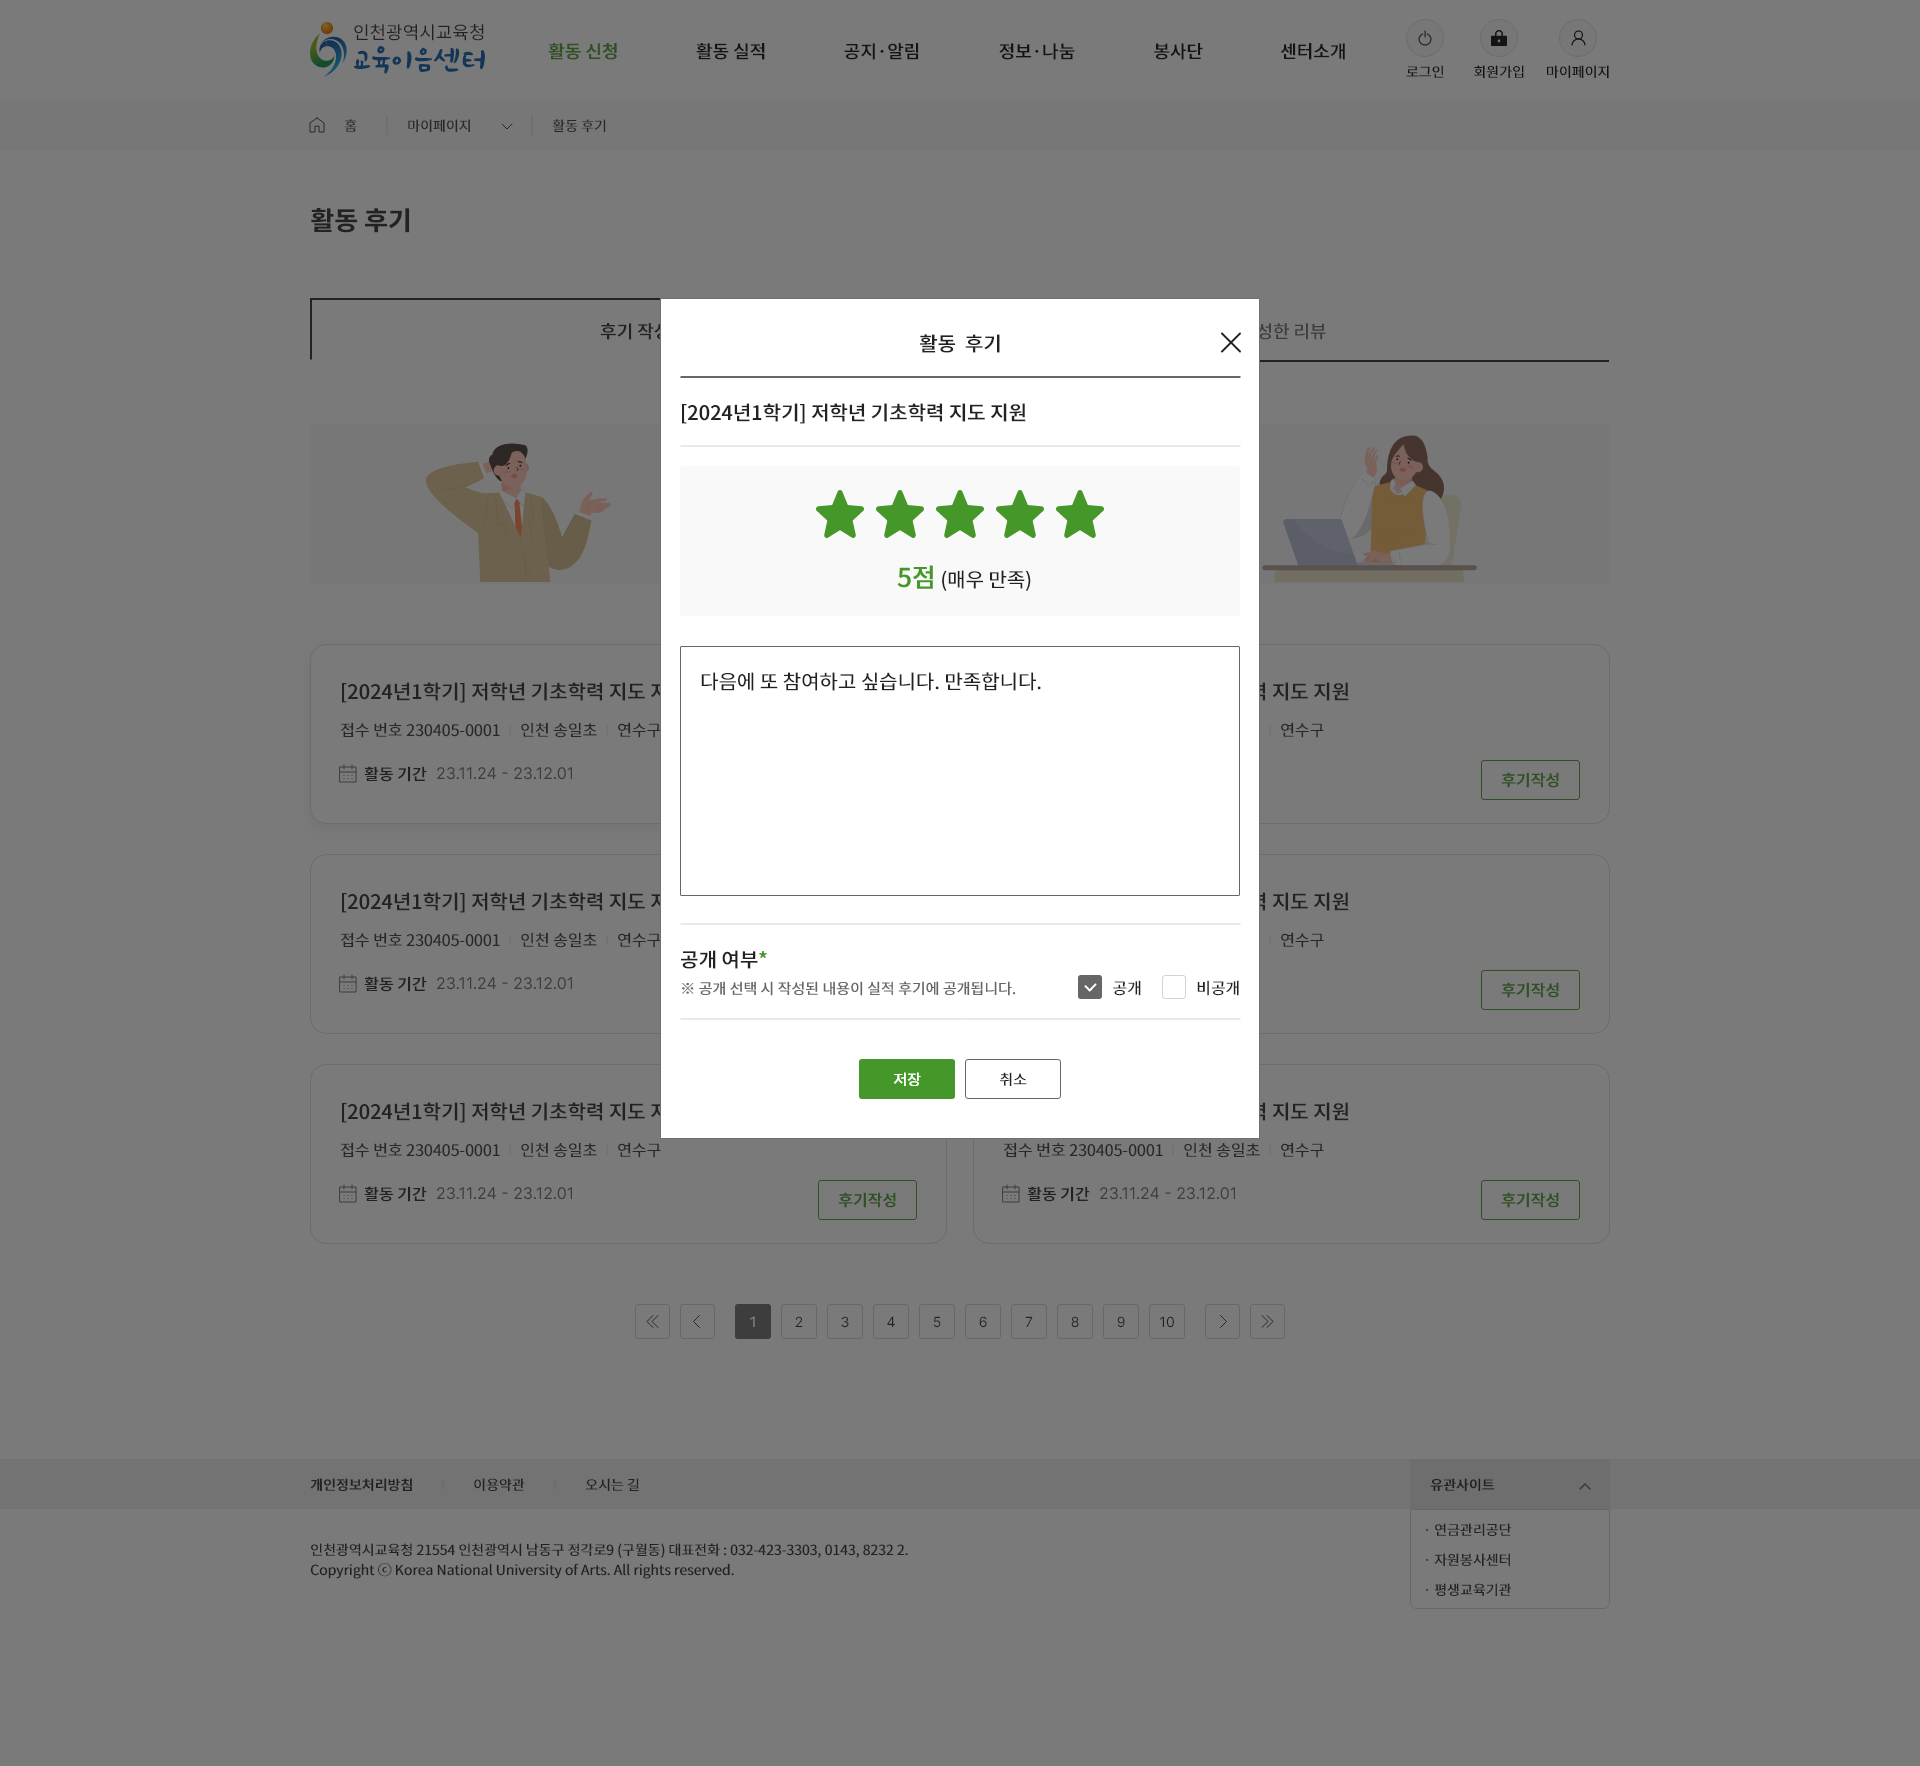 인천광역시교육청
교육이음센터
활동 신청
활동 실적
공지·알림
정보·나눔
봉사단
센터소개
로그인
회원가입
마이페이지
홈
마이페이지
활동 후기
활동 후기
후기
성한 리뷰
활동 후기
[2024년1학기] 저학년 기초학력 지도 지원
5점 (매우 만족)
다음에 또 참여하고 싶습니다. 만족합니다.
공개 여부*
※ 공개 선택 시 작성된 내용이 실적 후기에 공개됩니다.
공개
비공개
저장
취소
[2024년1학기] 저학년 기초학력 지도
접수 번호 230405-0001
인천 송일초
연수구
활동 기간 23.11.24 - 23.12.01
지도 지원
연수구
후기작성
[2024년1학기] 저학년 기초학력 지도
접수 번호 230405-0001
인천 송일초
연수구
활동 기간 23.11.24 - 23.12.01
지도 지원
연수구
후기작성
[2024년1학기] 저학년 기초학력 지도
접수 번호 230405-0001
인천 송일초
연수구
활동 기간 23.11.24 - 23.12.01
후기작성
지도 지원
접수 번호 230405-0001
인천 송일초
연수구
활동 기간 23.11.24 - 23.12.01
후기작성
1 2 3 4 5 6 7 8 9 10
개인정보처리방침
이용약관
오시는 길
유관사이트
· 연금관리공단
· 자원봉사센터
· 평생교육기관
인천광역시교육청 21554 인천광역시 남동구 정각로9 (구월동) 대표전화 : 032-423-3303, 0143, 8232 2.
Copyright ⓒ Korea National University of Arts. All rights reserved.